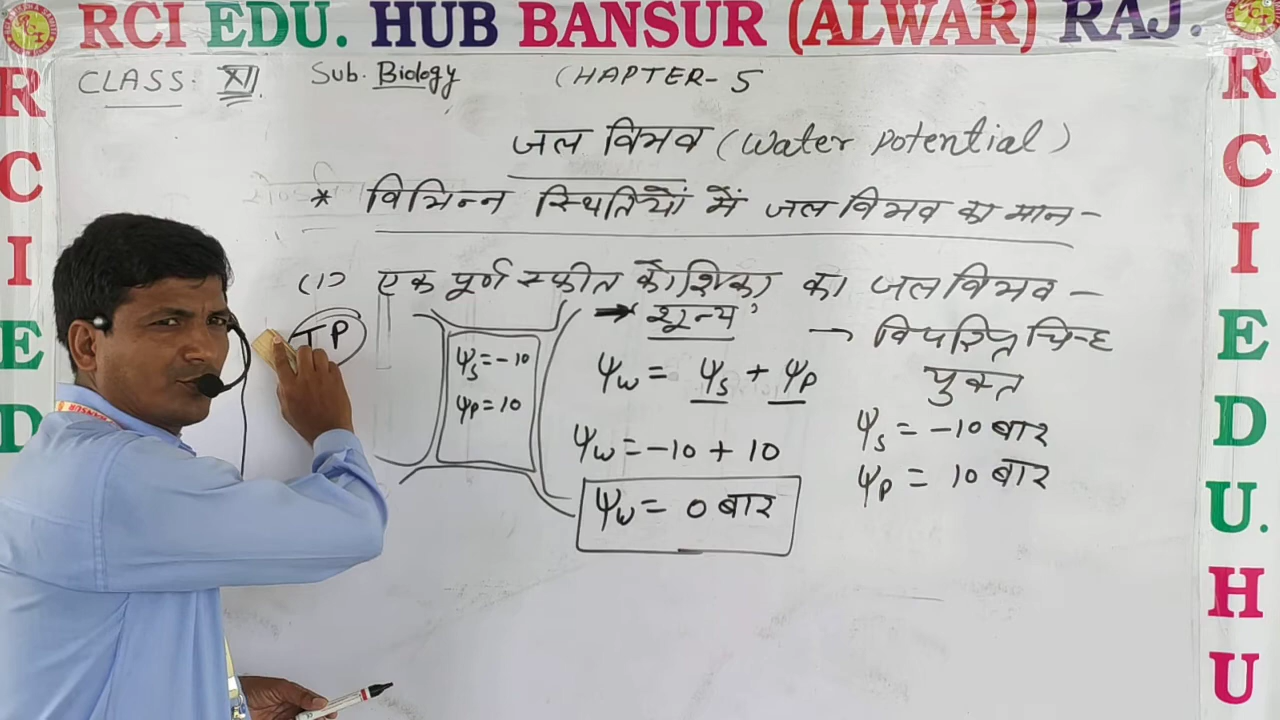 RCI EDU. HUB BANSUR (ALWAR) RAJ.
CLASS- XII Sub. Biology CHAPTER-5
जल विभव (Water Potential)
* विभिन्न स्थितियों में जल विभव का मान-
(1) एक पूर्ण स्फीत कोशिका का जल विभव -
→ शून्य
→ विपरित चिन्ह
युक्त
TP
Ψs = -10
Ψp = 10
Ψw = Ψs + Ψp
Ψw = -10 + 10
Ψw = 0 बार
Ψs = -10 बार
Ψp = 10 बार
R
C
I
E
D
R
C
I
E
D
U.
H
U
BANSUR